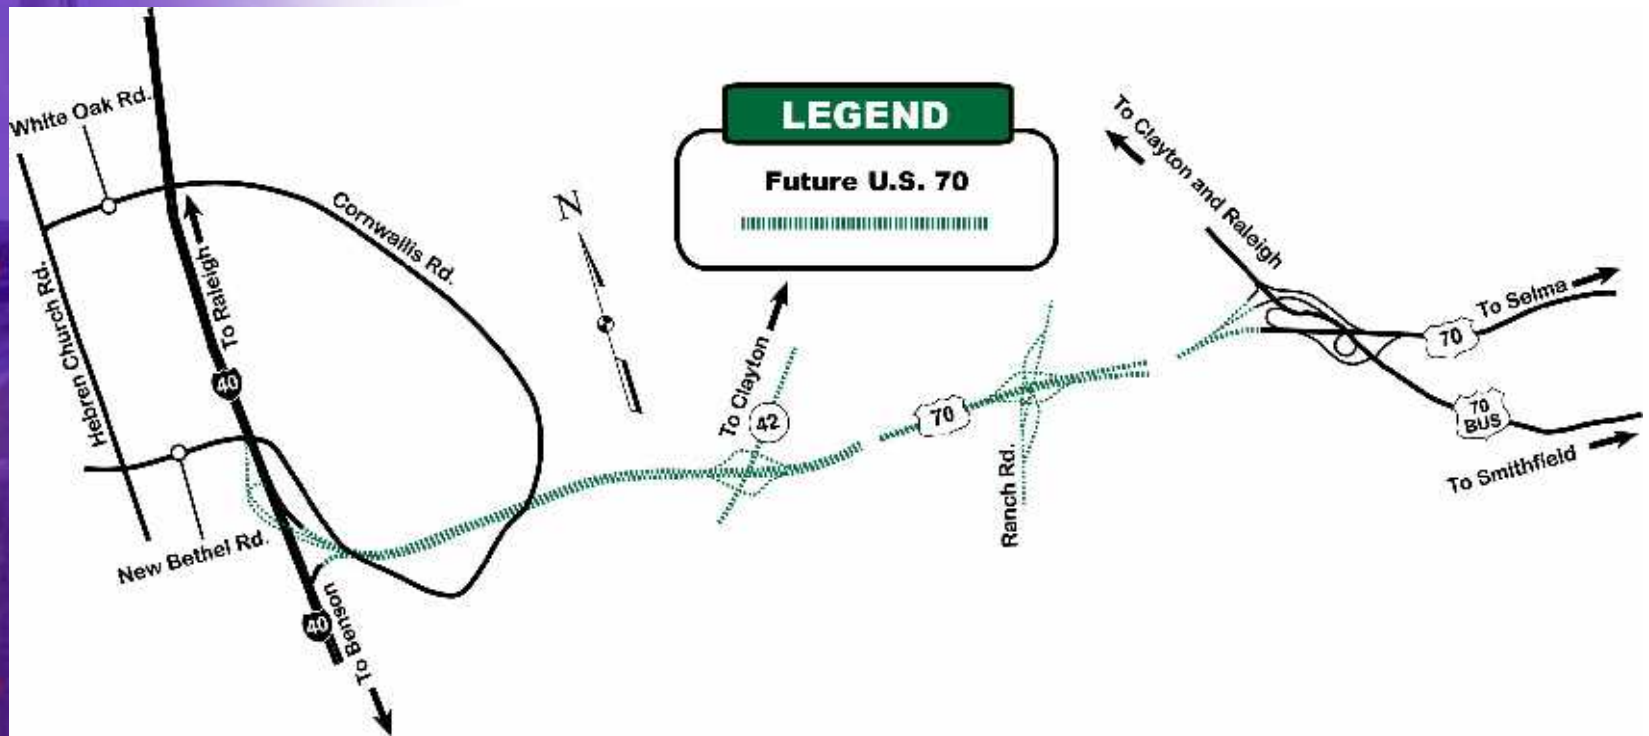 White Oak Rd.
Hebren Church Rd.
To Raleigh
Cornwallis Rd.
40
New Bethel Rd.
40
To Benson
N
LEGEND
Future U.S. 70
To Clayton
42
70
Ranch Rd.
To Clayton and Raleigh
To Selma
70
70
BUS
To Smithfield